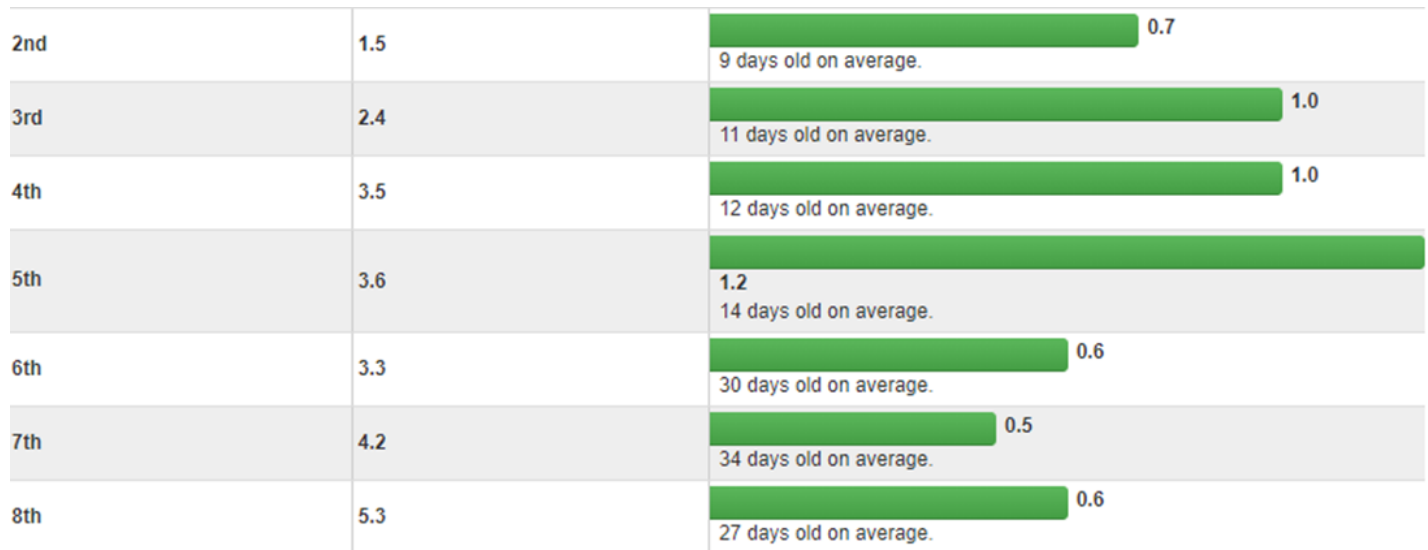 2nd
1.5
0.7
9 days old on average.
3rd
2.4
1.0
11 days old on average.
4th
3.5
1.0
12 days old on average.
5th
3.6
1.2
14 days old on average.
6th
3.3
0.6
30 days old on average.
7th
4.2
0.5
34 days old on average.
8th
5.3
0.6
27 days old on average.